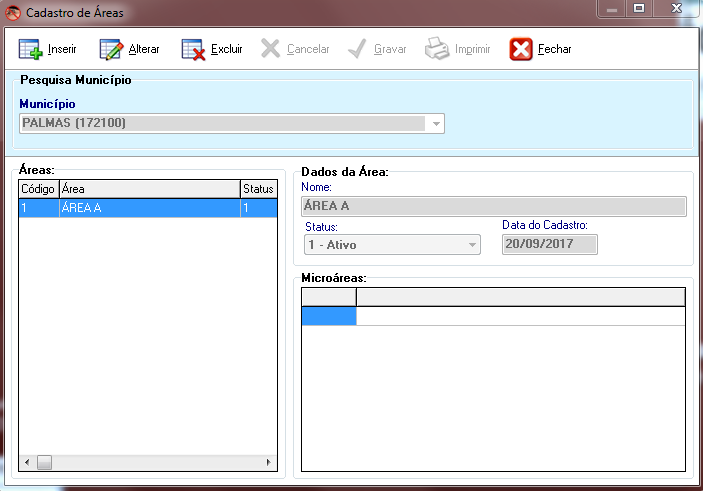 Cadastro de Áreas
Inserir Alterar Excluir Cancelar Gravar Imprimir Fechar
Pesquisa Município
Município
PALMAS (172100)
Áreas:
Código Área Status
1 ÁREA A 1
Dados da Área:
Nome:
ÁREA A
Status: Data do Cadastro:
1 - Ativo 20/09/2017
Microáreas: